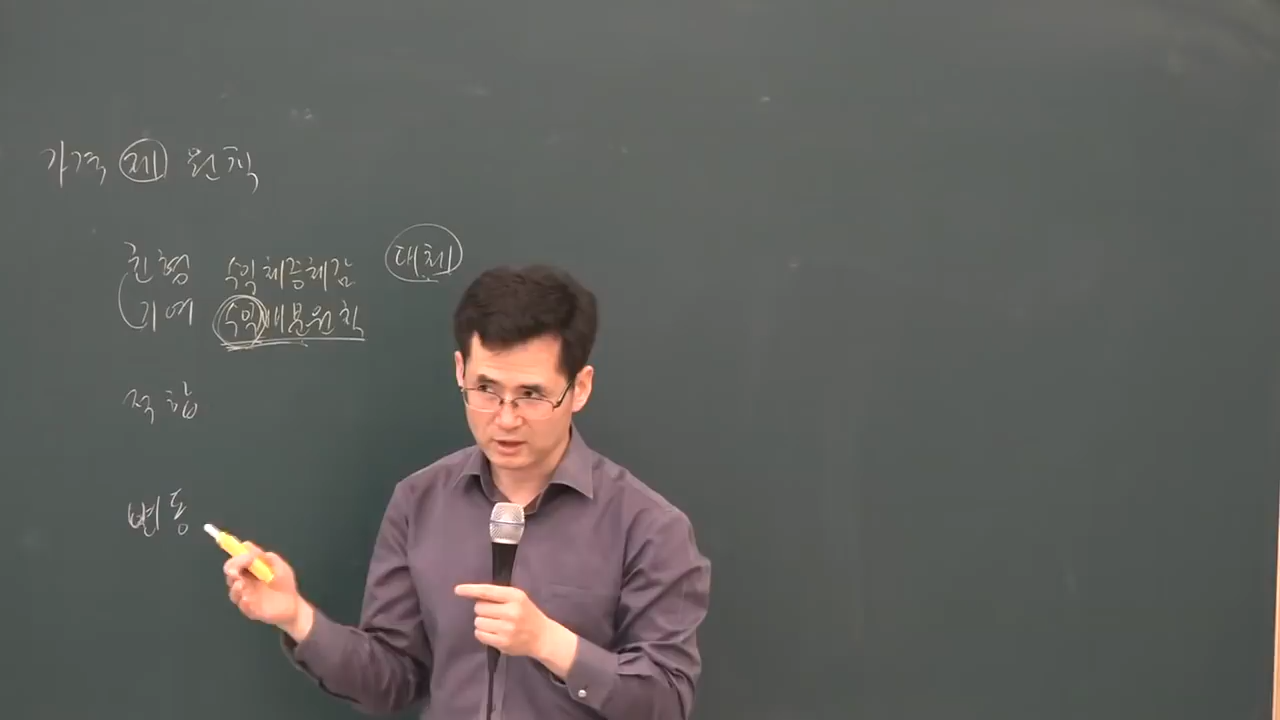 가격 제 원칙
균형 수익체증체감 대체
기여 수익배분원칙
적합
변동